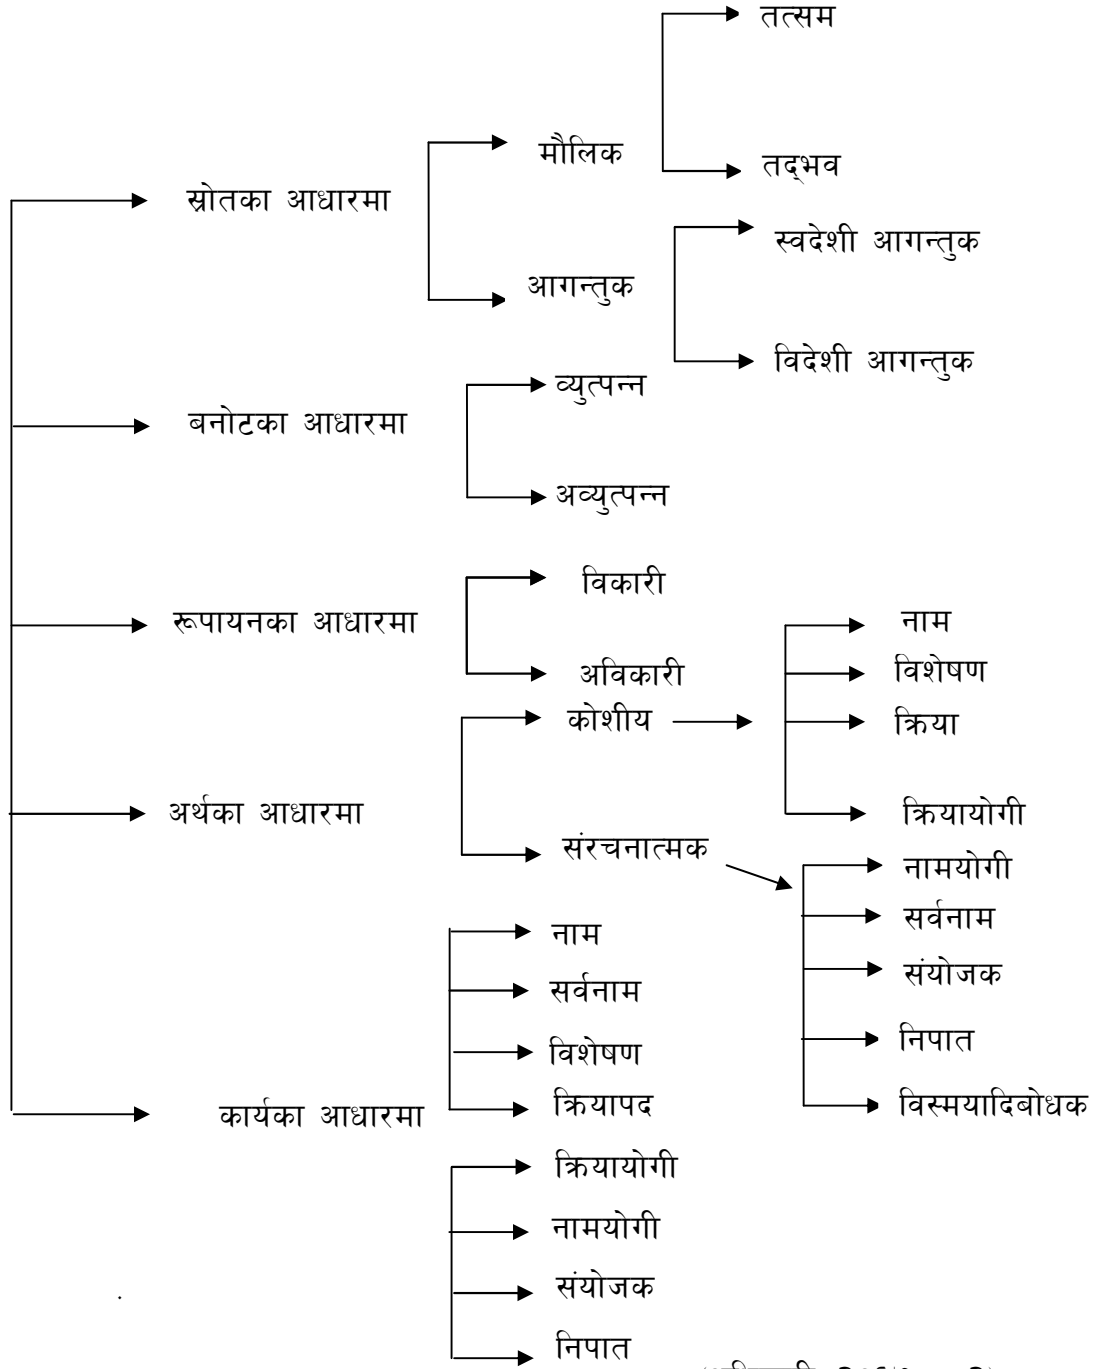 तत्सम
मौलिक
तद्भव
स्रोतका आधारमा
स्वदेशी आगन्तुक
आगन्तुक
विदेशी आगन्तुक
व्युत्पन्न
बनोटका आधारमा
अव्युत्पन्न
विकारी
रूपायनका आधारमा
अविकारी
नाम
विशेषण
कोशीय
क्रिया
अर्थका आधारमा
क्रियायोगी
संरचनात्मक
नामयोगी
सर्वनाम
संयोजक
निपात
विस्मयादिबोधक
नाम
सर्वनाम
विशेषण
क्रियापद
कार्यका आधारमा
क्रियायोगी
नामयोगी
संयोजक
निपात